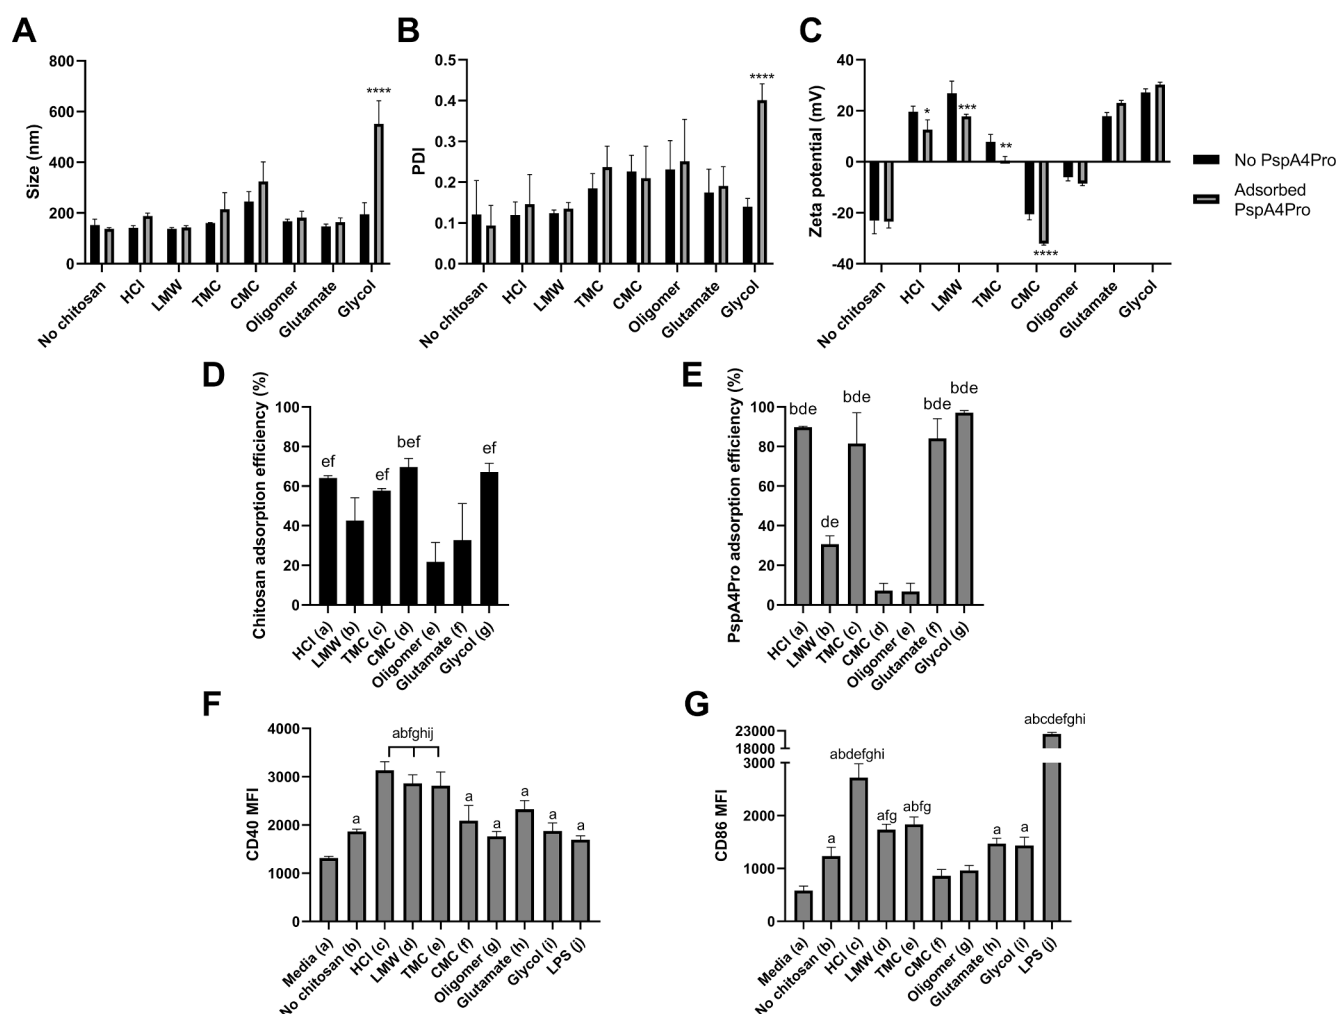 A
Size (nm)
800
600
400
200
0
****
No chitosan
HCl
LMW
TMC
CMC
Oligomer
Glutamate
Glycol
B
PDI
0.5
0.4
0.3
0.2
0.1
0.0
****
No chitosan
HCl
LMW
TMC
CMC
Oligomer
Glutamate
Glycol
C
Zeta potential (mV)
40
20
0
-20
-40
*
***
**
****
No chitosan
HCl
LMW
TMC
CMC
Oligomer
Glutamate
Glycol
No PspA4Pro
Adsorbed
PspA4Pro
D
Chitosan adsorption efficiency (%)
100
80
60
40
20
0
ef
ef
bef
ef
HCl (a)
LMW (b)
TMC (c)
CMC (d)
Oligomer (e)
Glutamate (f)
Glycol (g)
E
PspA4Pro adsorption efficiency (%)
100
80
60
40
20
0
bde
de
bde
bde
bde
HCl (a)
LMW (b)
TMC (c)
CMC (d)
Oligomer (e)
Glutamate (f)
Glycol (g)
F
CD40 MFI
4000
3000
2000
1000
0
a
abfghij
a
a
a
a
a
Media (a)
No chitosan (b)
HCl (c)
LMW (d)
TMC (e)
CMC (f)
Oligomer (g)
Glutamate (h)
Glycol (i)
LPS (j)
G
CD86 MFI
23000
18000
3000
2000
1000
0
a
abdefghi
afg
abfg
a
a
abcdefghi
Media (a)
No chitosan (b)
HCl (c)
LMW (d)
TMC (e)
CMC (f)
Oligomer (g)
Glutamate (h)
Glycol (i)
LPS (j)